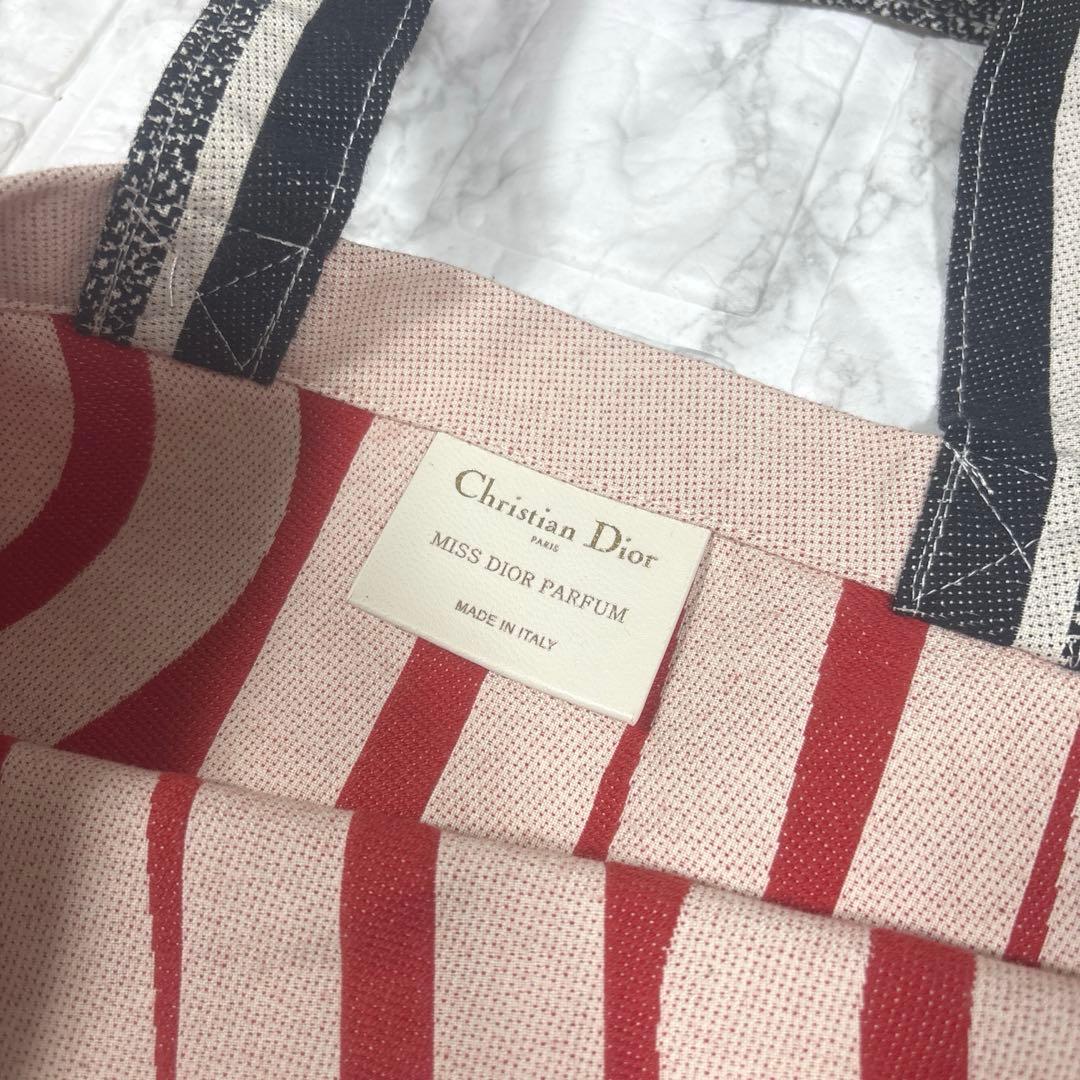 Christian Dior
PARIS
MISS DIOR PARFUM
MADE IN ITALY